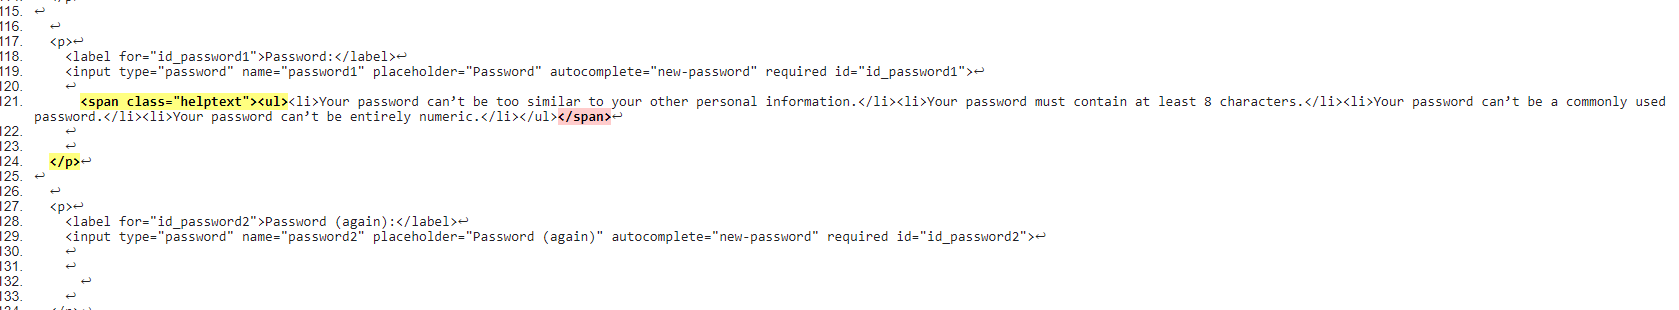 115. ↩
116. ↩
117. <p>↩
118. <label for="id_password1">Password:</label>↩
119. <input type="password" name="password1" placeholder="Password" autocomplete="new-password" required id="id_password1">↩
120. ↩
121. <span class="helptext"><ul><li>Your password can’t be too similar to your other personal information.</li><li>Your password must contain at least 8 characters.</li><li>Your password can’t be a commonly used
password.</li><li>Your password can’t be entirely numeric.</li></ul></span>↩
122. ↩
123. ↩
124. </p>↩
125. ↩
126. ↩
127. <p>↩
128. <label for="id_password2">Password (again):</label>↩
129. <input type="password" name="password2" placeholder="Password (again)" autocomplete="new-password" required id="id_password2">↩
130. ↩
131. ↩
132. ↩
133. ↩